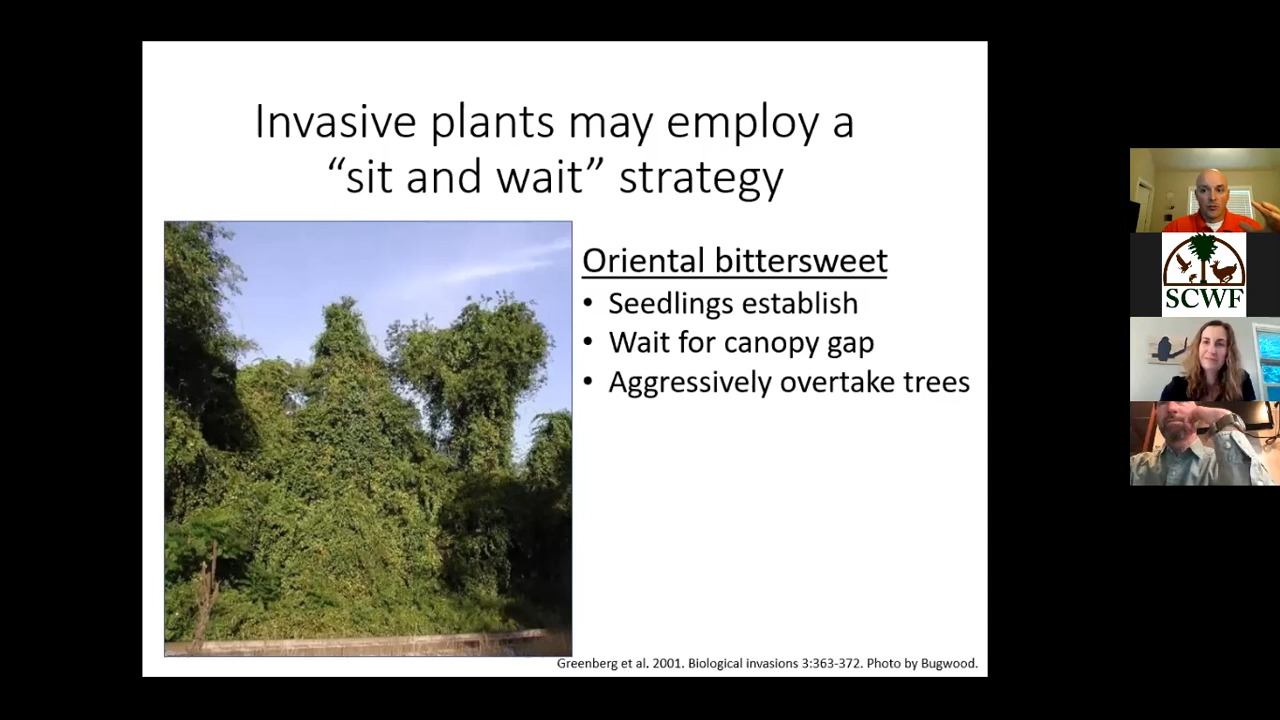 Invasive plants may employ a
“sit and wait” strategy
Oriental bittersweet
• Seedlings establish
• Wait for canopy gap
• Aggressively overtake trees
Greenberg et al. 2001. Biological invasions 3:363-372. Photo by Bugwood.
SCWF